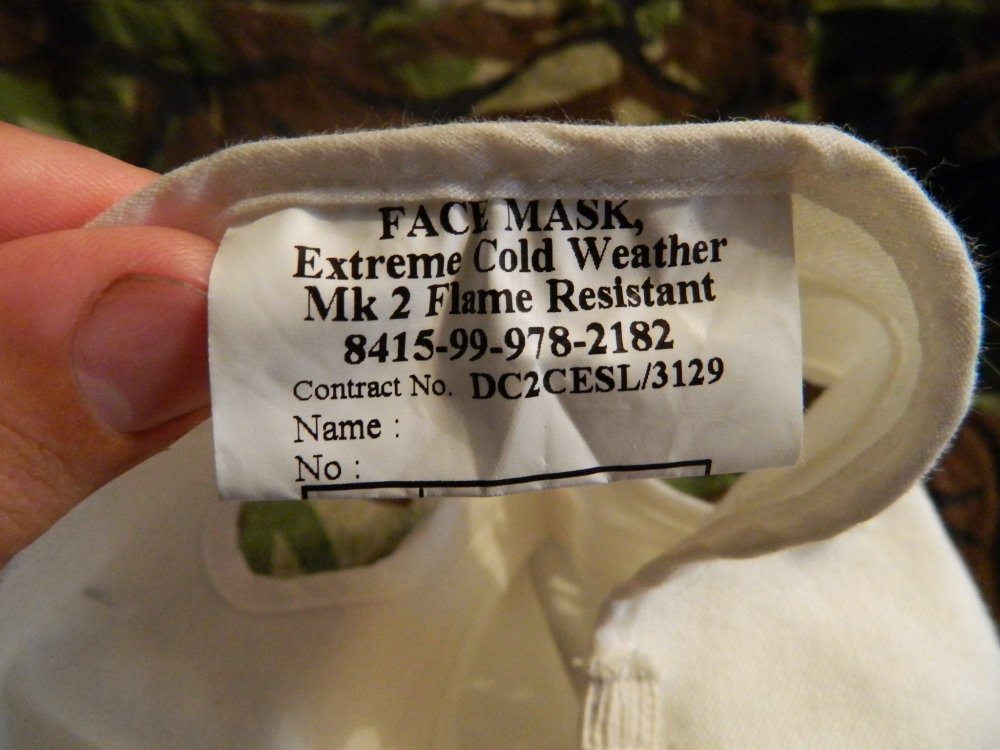 FACE MASK,
Extreme Cold Weather
Mk 2 Flame Resistant
8415-99-978-2182
Contract No. DC2CESL/3129
Name :
No :